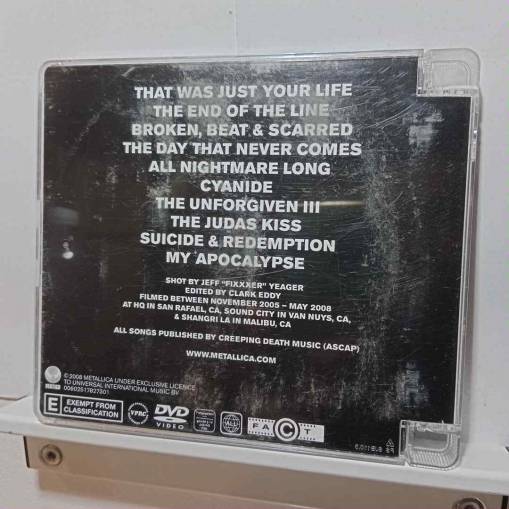 THAT WAS JUST YOUR LIFE
THE END OF THE LINE
BROKEN, BEAT & SCARRED
THE DAY THAT NEVER COMES
ALL NIGHTMARE LONG
CYANIDE
THE UNFORGIVEN III
THE JUDAS KISS
SUICIDE & REDEMPTION
MY APOCALYPSE
SHOT BY JEFF "FIXXXER" YEAGER
EDITED BY CLARK EDDY
FILMED BETWEEN NOVEMBER 2005 – MAY 2008
AT HQ IN SAN RAFAEL, CA, SOUND CITY IN VAN NUYS, CA,
& SHANGRI LA IN MALIBU, CA
ALL SONGS PUBLISHED BY CREEPING DEATH MUSIC (ASCAP)
WWW.METALLICA.COM
© 2008 METALLICA UNDER EXCLUSIVE LICENCE
TO UNIVERSAL INTERNATIONAL MUSIC BV
E EXEMPT FROM CLASSIFICATION
VPRC
DVD VIDEO
FACT